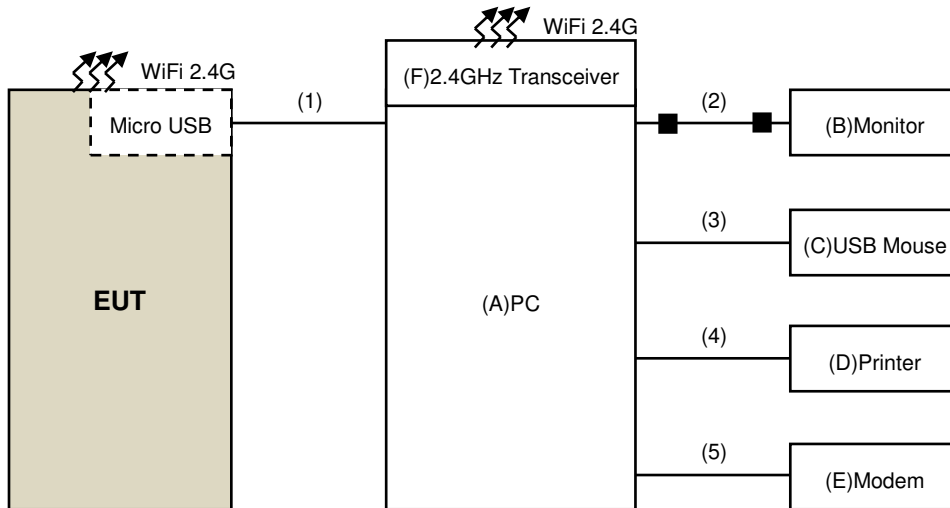 WiFi 2.4G
WiFi 2.4G
(F)2.4GHz Transceiver
Micro USB
(1)
(2)
(B)Monitor
(3)
(C)USB Mouse
EUT
(A)PC
(4)
(D)Printer
(5)
(E)Modem